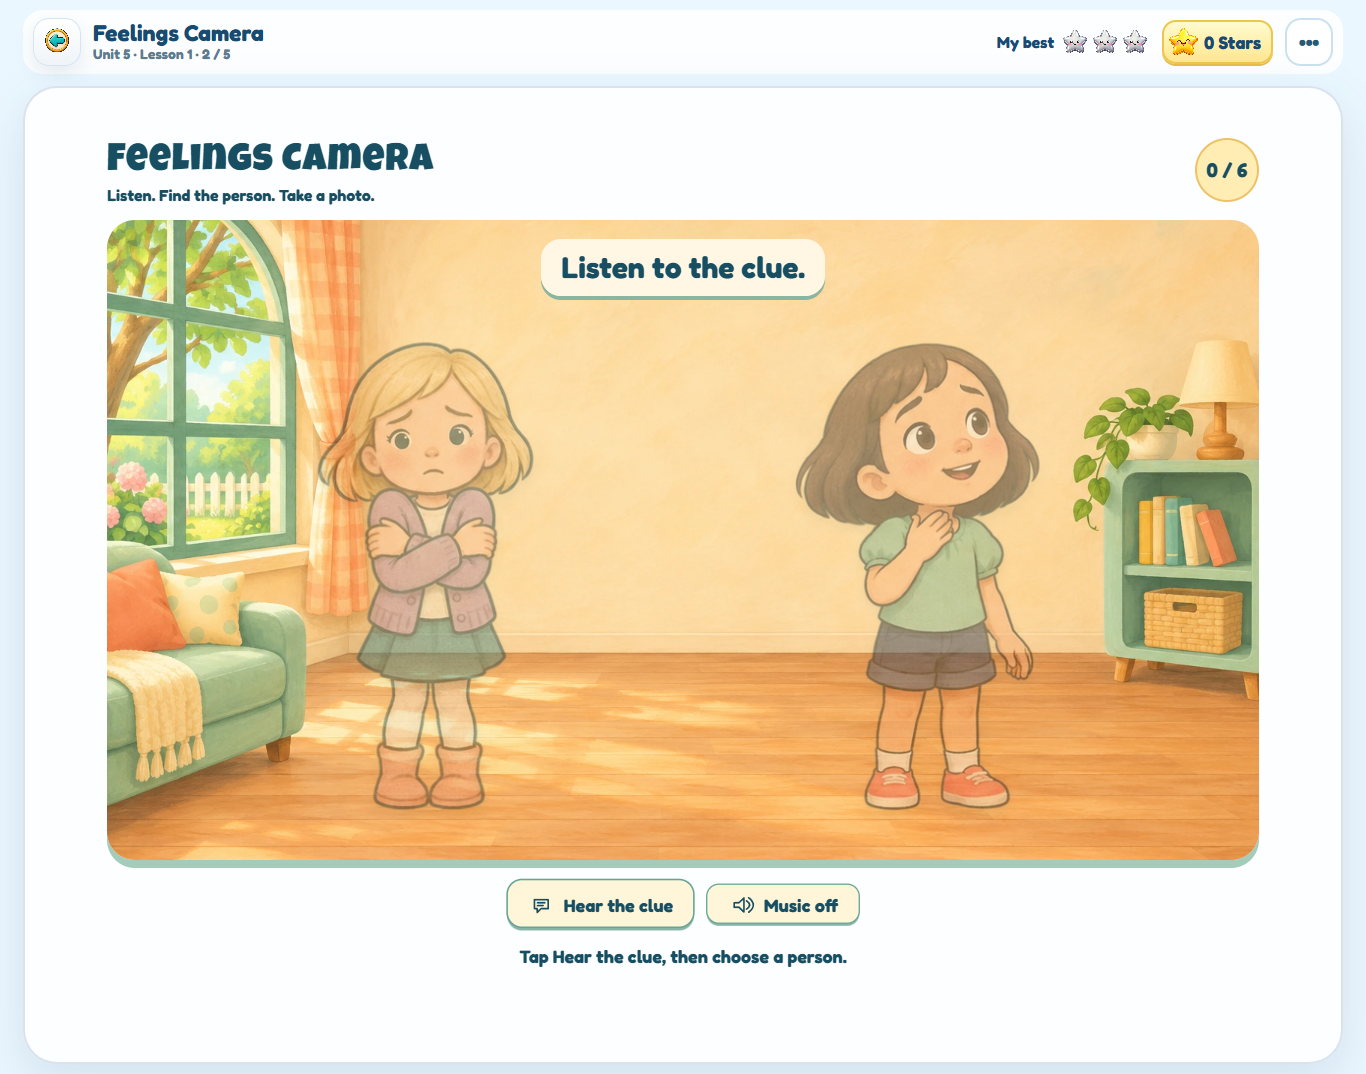 Feelings Camera
Unit 5 · Lesson 1 · 2 / 5
My best
0 Stars
Feelings Camera
Listen. Find the person. Take a photo.
0 / 6
Listen to the clue.
Hear the clue
Music off
Tap Hear the clue, then choose a person.